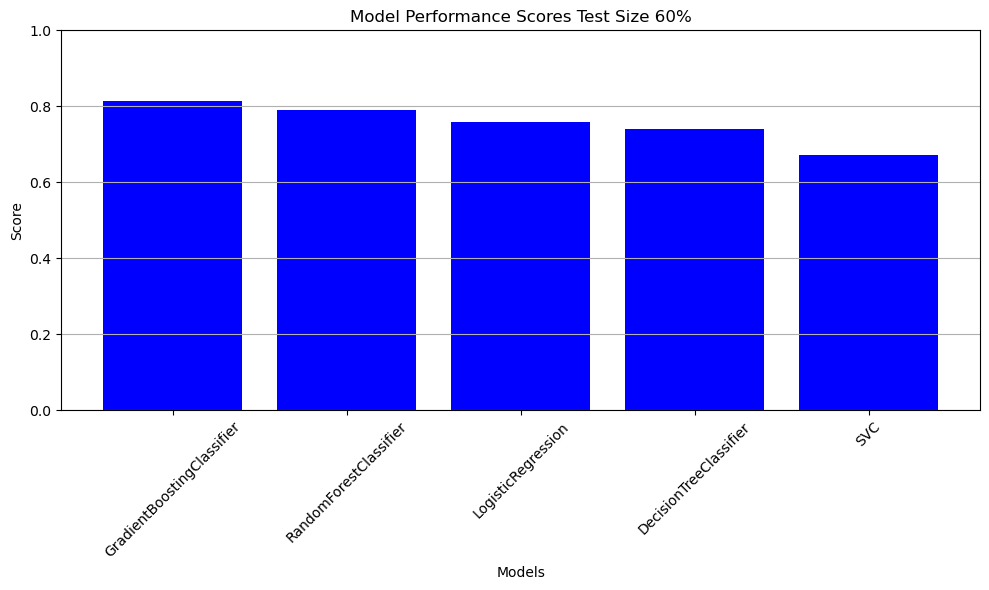 Model Performance Scores Test Size 60%
1.0
0.8
0.6
0.4
0.2
0.0
Score
GradientBoostingClassifier
RandomForestClassifier
LogisticRegression
DecisionTreeClassifier
SVC
Models